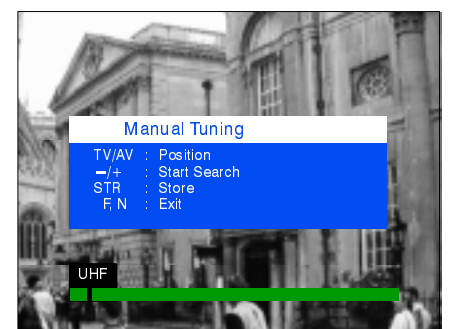 Manual Tuning
TV/AV : Position
−/+ : Start Search
STR : Store
F, N : Exit
UHF